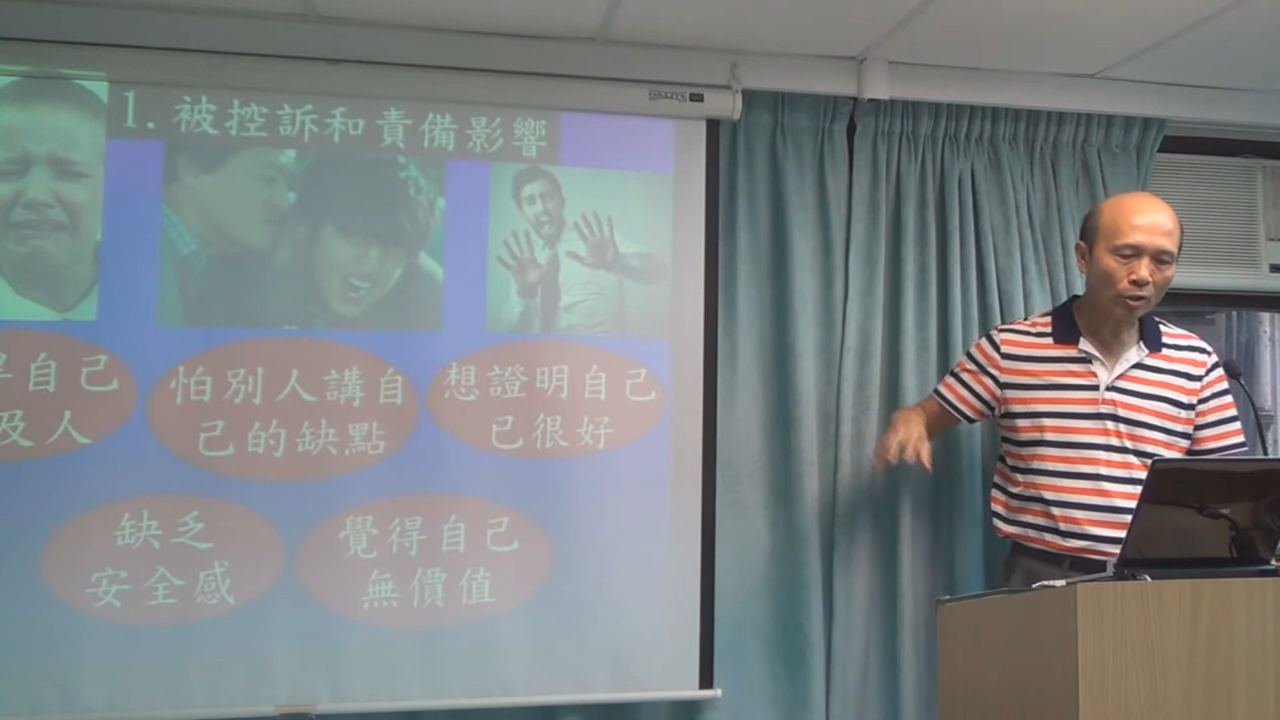 1. 被控訴和責備影響
自己
及人
怕別人講自
己的缺點
想證明自己
已很好
缺乏
安全感
覺得自己
無價值